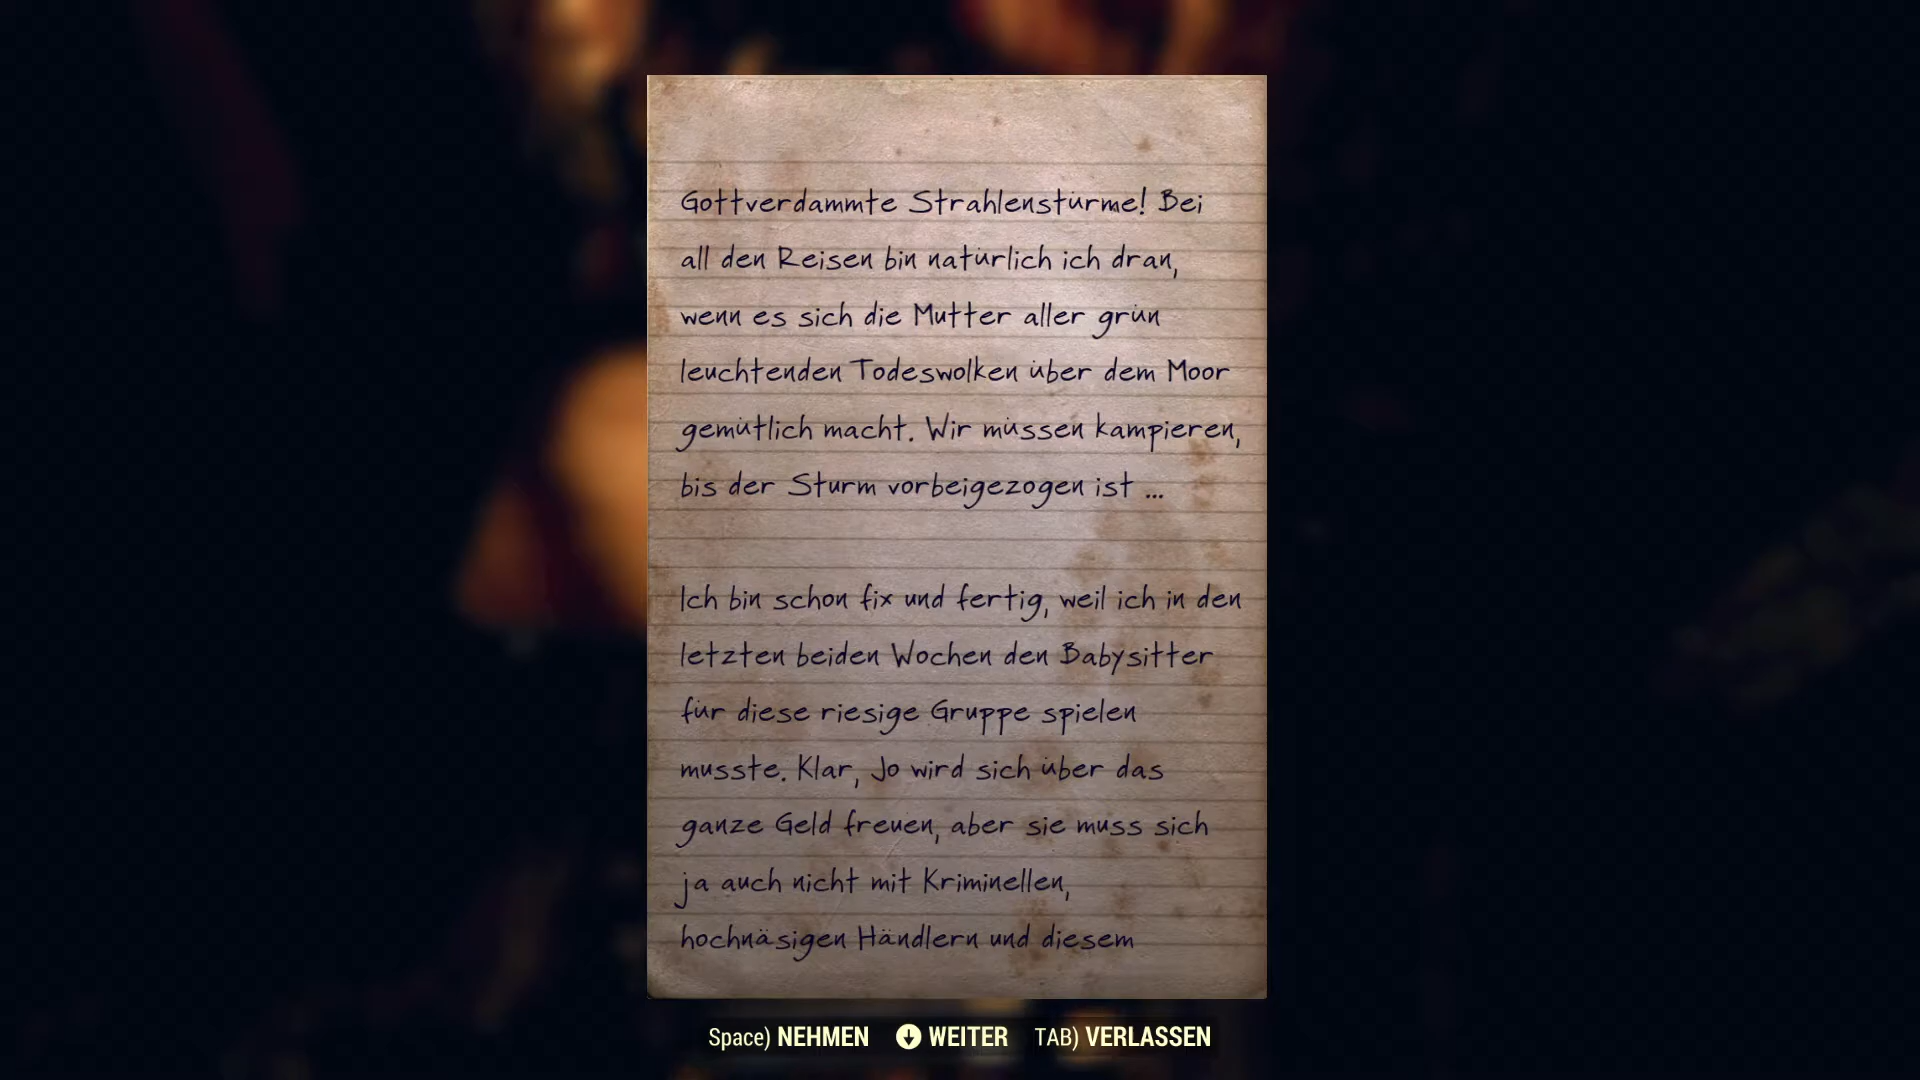 Gottverdammte Strahlenstürme! Bei
all den Reisen bin natürlich ich dran,
wenn es sich die Mutter aller grün
leuchtenden Todeswolken über dem Moor
gemütlich macht. Wir müssen kampieren,
bis der Sturm vorbeigezogen ist ...
Ich bin schon fix und fertig, weil ich in den
letzten beiden Wochen den Babysitter
für diese riesige Gruppe spielen
musste. Klar, Jo wird sich über das
ganze Geld freuen, aber sie muss sich
ja auch nicht mit Kriminellen,
hochnäsigen Händlern und diesem
Space) NEHMEN WEITER TAB) VERLASSEN